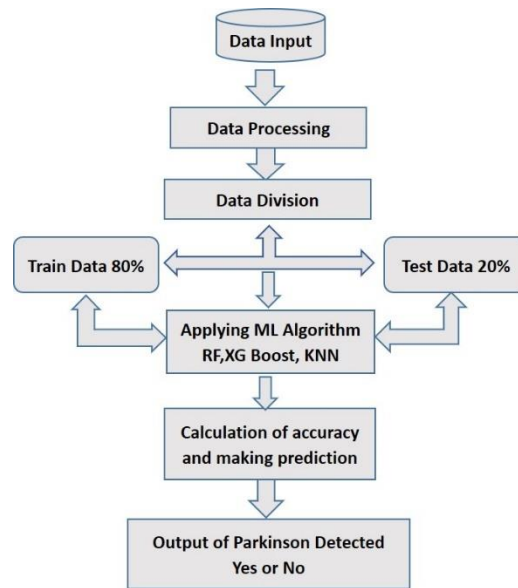 Data Input
Data Processing
Data Division
Train Data 80%
Test Data 20%
Applying ML Algorithm
RF,XG Boost, KNN
Calculation of accuracy
and making prediction
Output of Parkinson Detected
Yes or No